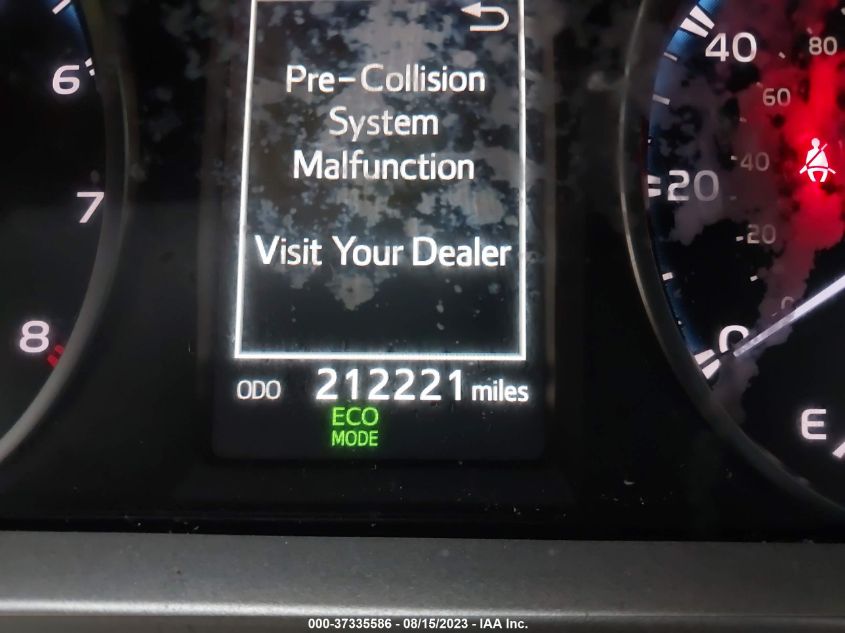 Pre-Collision
System
Malfunction
Visit Your Dealer
ODO 212221 miles
ECO
MODE
6
7
8
40
20
0
80
60
40
20
0
E
000-37335586 - 08/15/2023 - IAA Inc.